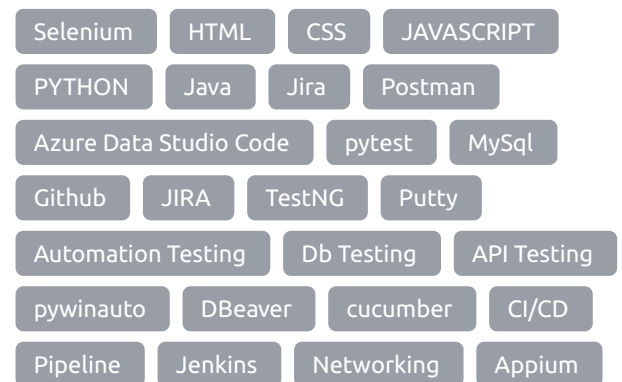 Selenium HTML CSS JAVASCRIPT
PYTHON Java Jira Postman
Azure Data Studio Code pytest MySql
Github JIRA TestNG Putty
Automation Testing Db Testing API Testing
pywinauto DBeaver cucumber CI/CD
Pipeline Jenkins Networking Appium